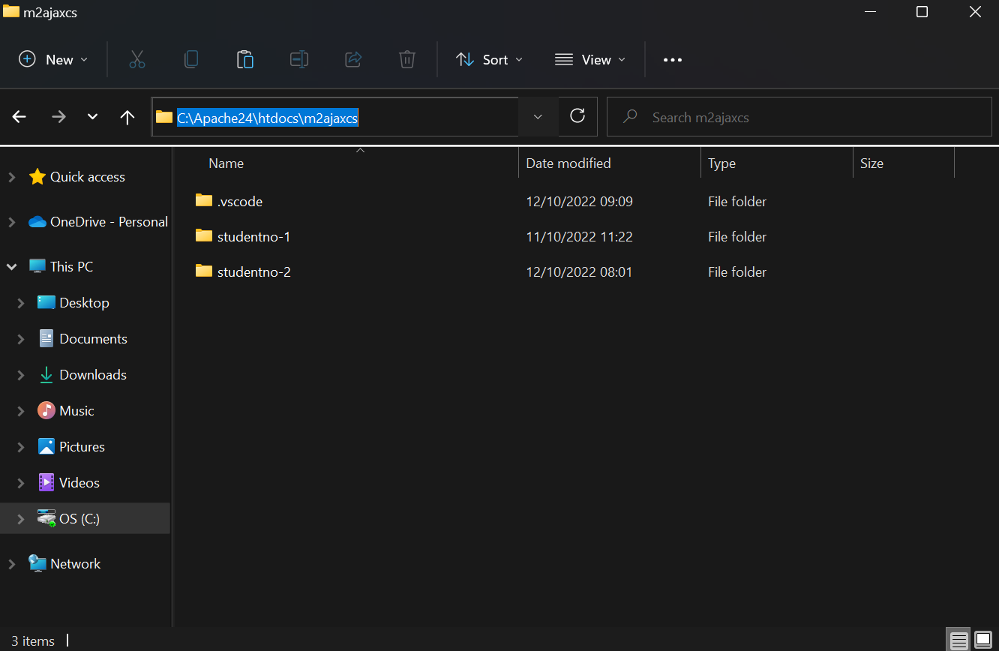 m2ajaxcs
New Sort View
C:\Apache24\htdocs\m2ajaxcs Search m2ajaxcs
Name Date modified Type Size
Quick access
OneDrive - Personal
This PC
Desktop
Documents
Downloads
Music
Pictures
Videos
OS (C:)
Network
.vscode 12/10/2022 09:09 File folder
studentno-1 11/10/2022 11:22 File folder
studentno-2 12/10/2022 08:01 File folder
3 items